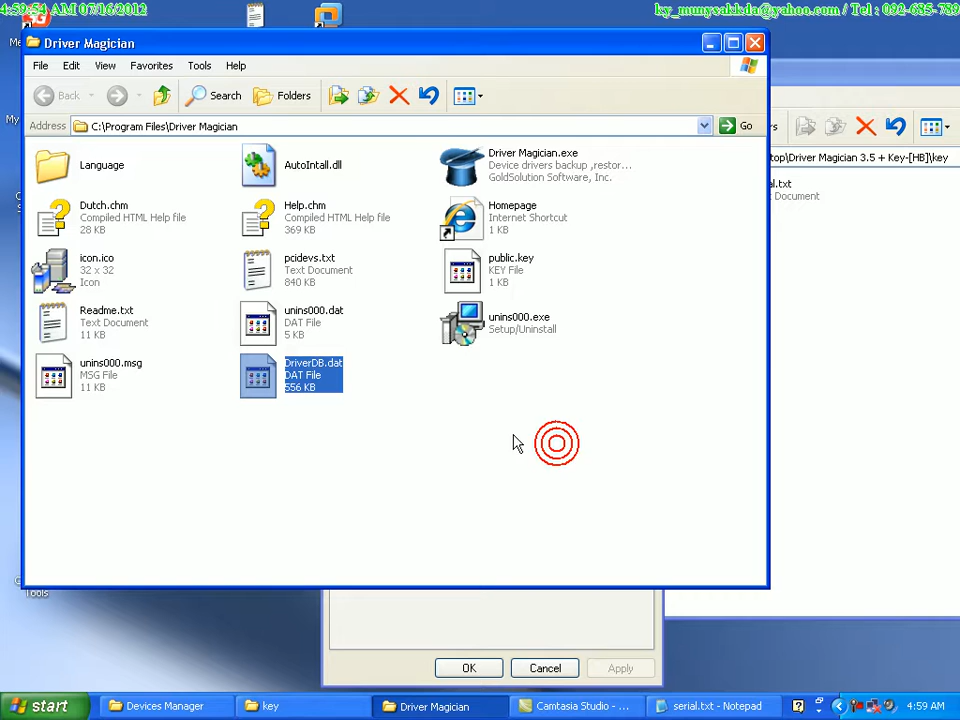 4:59:54 AM 07/16/2012
ky_munyvakkda@yahoo.com / Tel : 092-685-789
Driver Magician
File Edit View Favorites Tools Help
Back
Search
Folders
Address
C:\Program Files\Driver Magician
Go
top\Driver Magician 3.5 + Key-[HB]\key
Language
AutoInstall.dll
Driver Magician.exe
Device drivers backup ,restor...
GoldSolution Software, Inc.
Dutch.chm
Compiled HTML Help file
28 KB
Help.chm
Compiled HTML Help file
369 KB
Homepage
Internet Shortcut
1 KB
icon.ico
32 x 32
Icon
pcidevs.txt
Text Document
840 KB
public.key
KEY File
1 KB
Readme.txt
Text Document
11 KB
unins000.dat
DAT File
5 KB
unins000.exe
Setup/Uninstall
unins000.msg
MSG File
11 KB
DriverDB.dat
DAT File
556 KB
Tools
OK
Cancel
Apply
start
Devices Manager
key
Driver Magician
Camtasia Studio - ...
serial.txt - Notepad
4:59 AM